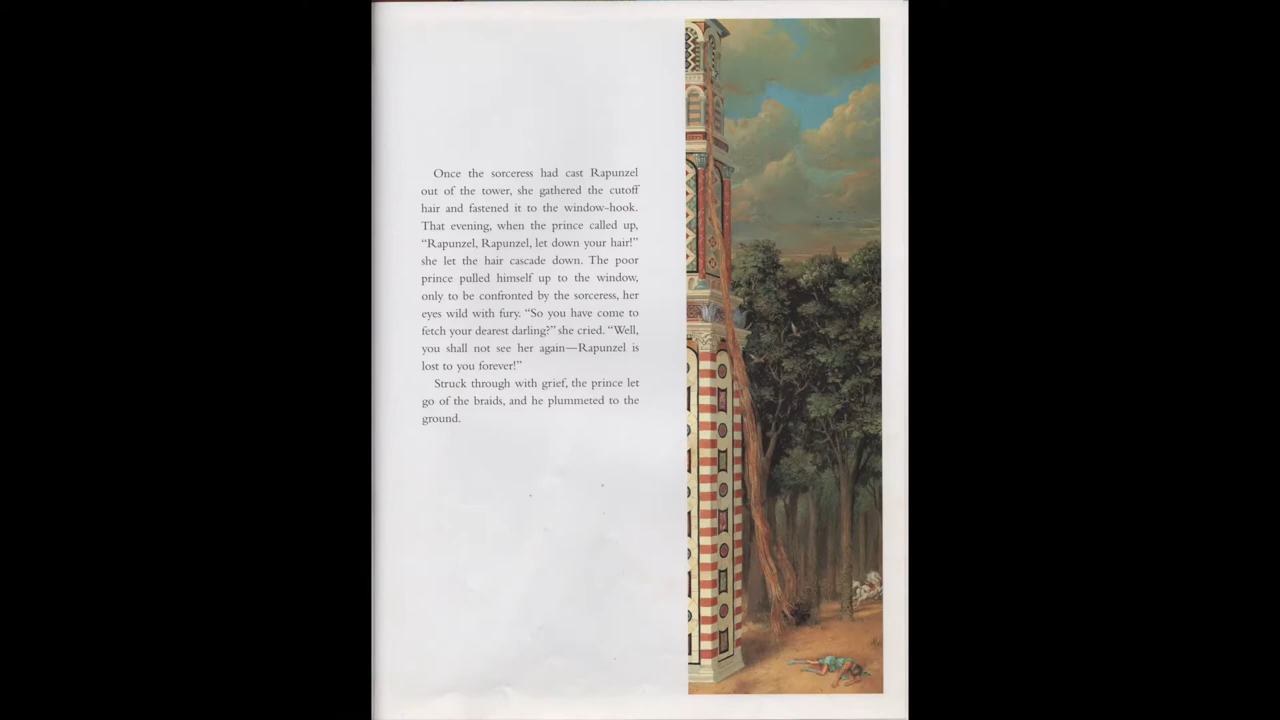 Once the sorceress had cast Rapunzel
out of the tower, she gathered the cutoff
hair and fastened it to the window-hook.
That evening, when the prince called up,
“Rapunzel, Rapunzel, let down your hair!”
she let the hair cascade down. The poor
prince pulled himself up to the window,
only to be confronted by the sorceress, her
eyes wild with fury. “So you have come to
fetch your dearest darling?” she cried. “Well,
you shall not see her again—Rapunzel is
lost to you forever!”
Struck through with grief, the prince let
go of the braids, and he plummeted to the
ground.